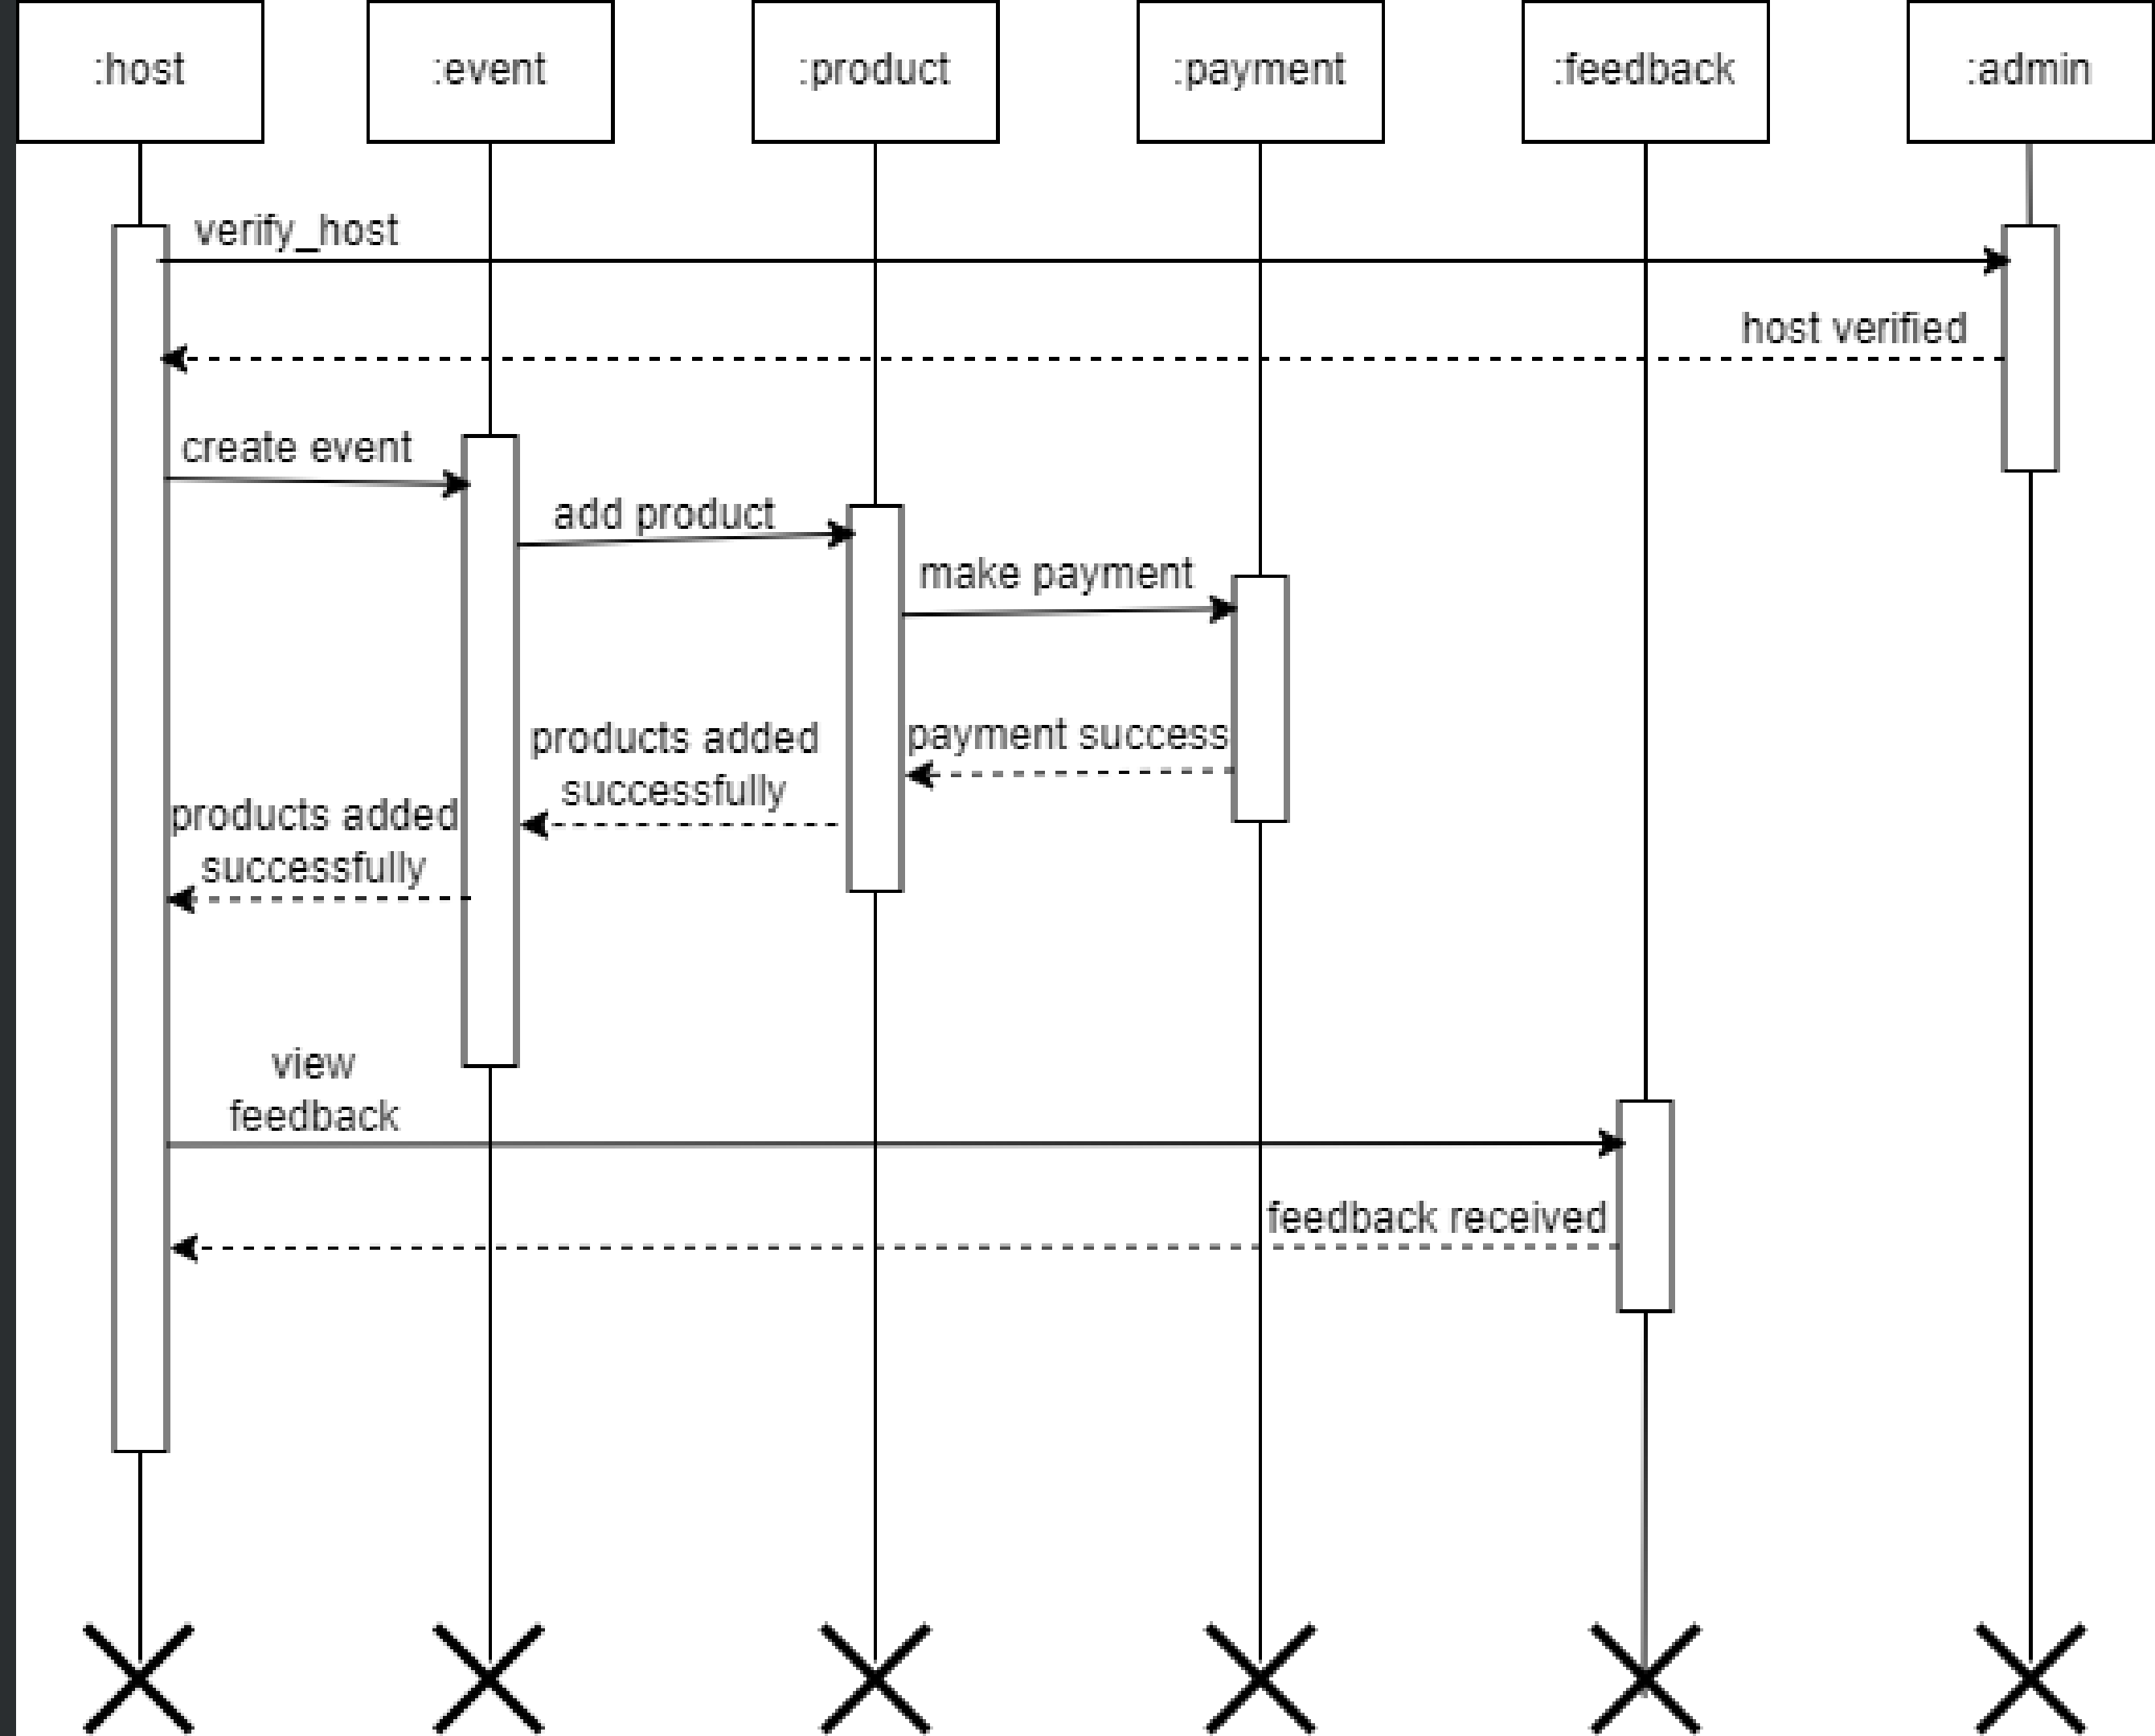 :host
:event
:product
:payment
:feedback
:admin
verify_host
host verified
create event
add product
make payment
payment success
products added
successfully
products added
successfully
view
feedback
feedback received